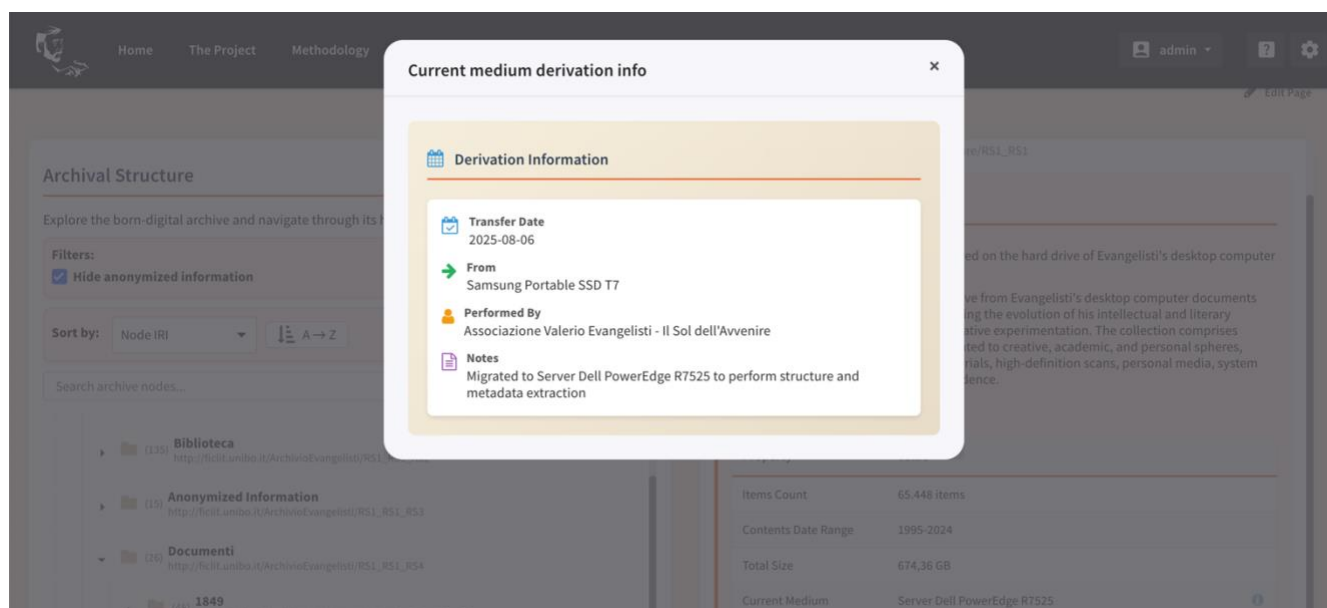 Home The Project Methodology
admin
Edit Page
Current medium derivation info
×
Derivation Information
Transfer Date
2025-08-06
From
Samsung Portable SSD T7
Performed By
Associazione Valerio Evangelisti - Il Sol dell'Avvenire
Notes
Migrated to Server Dell PowerEdge R7525 to perform structure and
metadata extraction
Archival Structure
Explore the born-digital archive and navigate through its
Filters:
Hide anonymized information
Sort by: Node IRI A → Z
Search archive nodes...
(135) Biblioteca
(15) Anonymized Information
http://ficlit.unibo.it/ArchivioEvangelisti/RS1_RS1_RS3
(26) Documenti
http://ficlit.unibo.it/ArchivioEvangelisti/RS1_RS1_RS4
1849
/RS1_RS1
ed on the hard drive of Evangelisti's desktop computer
ve from Evangelisti's desktop computer documents
ing the evolution of his intellectual and literary
ative experimentation. The collection comprises
ted to creative, academic, and personal spheres,
rials, high-definition scans, personal media, system
dence.
Items Count 65.448 items
Contents Date Range 1995-2024
Total Size 674,36 GB
Current Medium Server Dell PowerEdge R7525